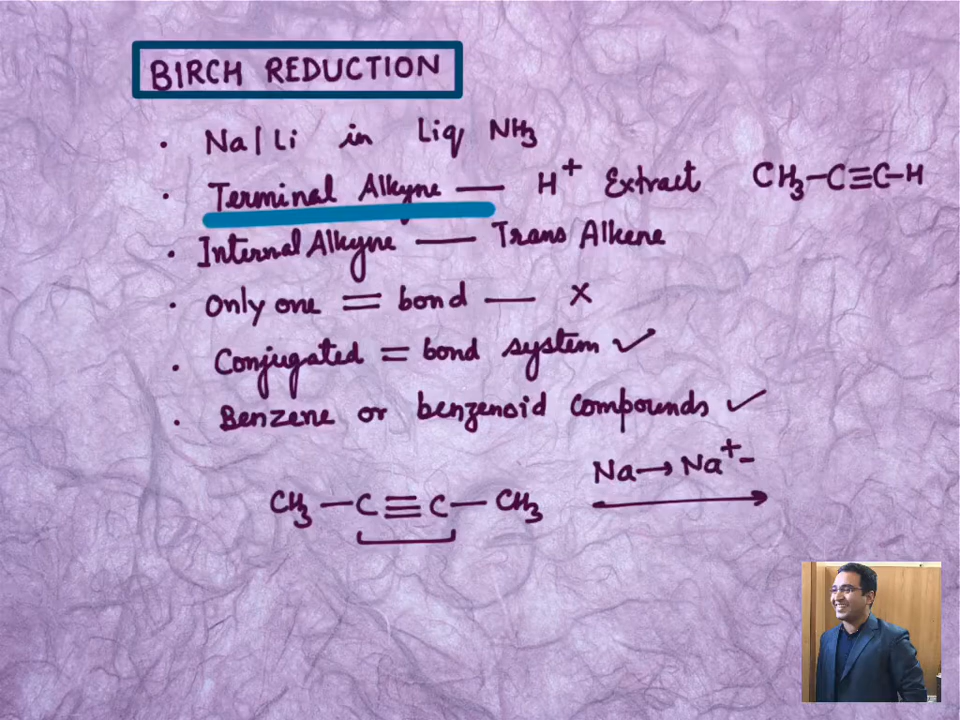 BIRCH REDUCTION
• Na/Li in Liq NH₃
• Terminal Alkyne — H⁺ Extract CH₃–C≡C–H
• Internal Alkyne — Trans Alkene
• Only one = bond — ×
• Conjugated = bond system ✓
• Benzene or benzenoid compounds ✓
Na→Na⁺–
CH₃–C≡C–CH₃